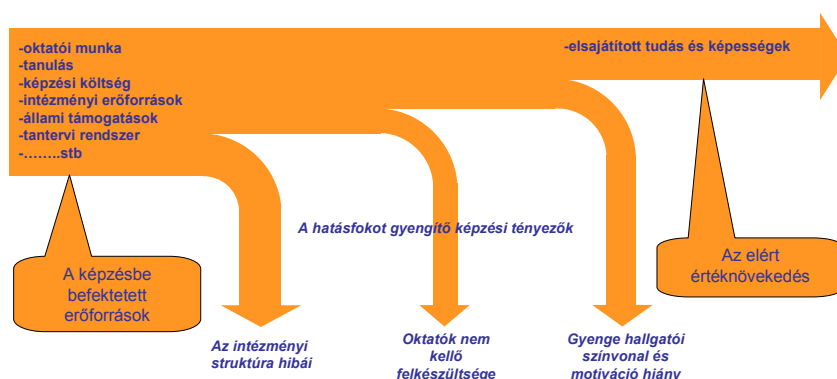 -oktatói munka
-tanulás
-képzési költség
-intézményi erőforrások
-állami támogatások
-tantervi rendszer
-……..stb
-elsajátított tudás és képességek
A hatásfokot gyengítő képzési tényezők
A képzésbe
befektetett
erőforrások
Az elért
értéknövekedés
Az intézményi
struktúra hibái
Oktatók nem
kellő
felkészültsége
Gyenge hallgatói
színvonal és
motiváció hiány